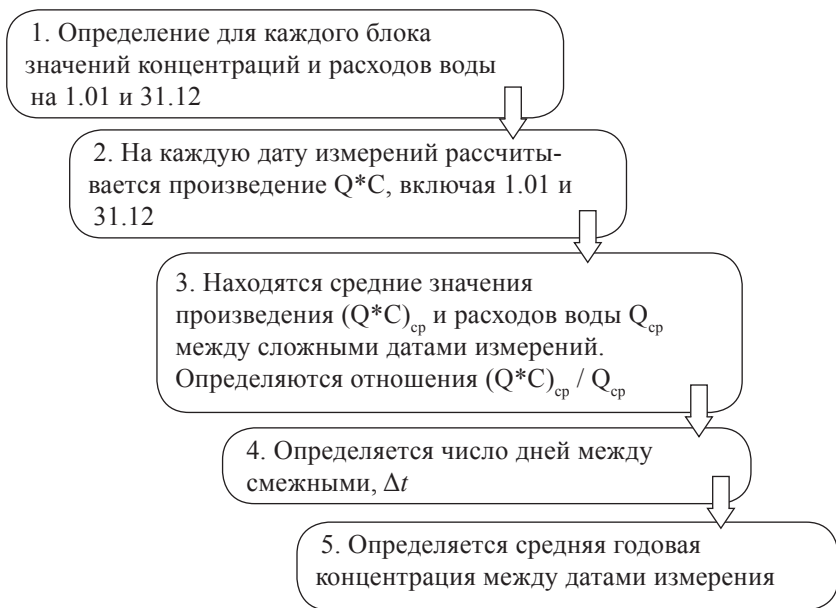 1. Определение для каждого блока
значений концентраций и расходов воды
на 1.01 и 31.12
2. На каждую дату измерений рассчиты-
вается произведение Q*C, включая 1.01 и
31.12
3. Находятся средние значения
произведения (Q*C)ср и расходов воды Qср
между сложными датами измерений.
Определяются отношения (Q*C)ср / Qср
4. Определяется число дней между
смежными, Δt
5. Определяется средняя годовая
концентрация между датами измерения